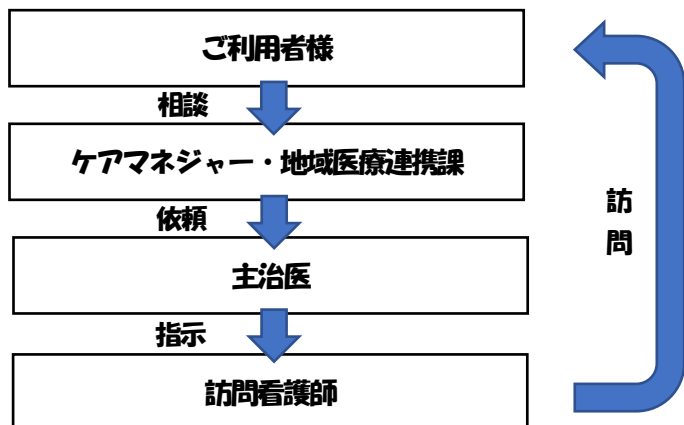 ご利用者様
相談
ケアマネジャー・地域医療連携課
依頼
主治医
指示
訪問看護師
訪
問